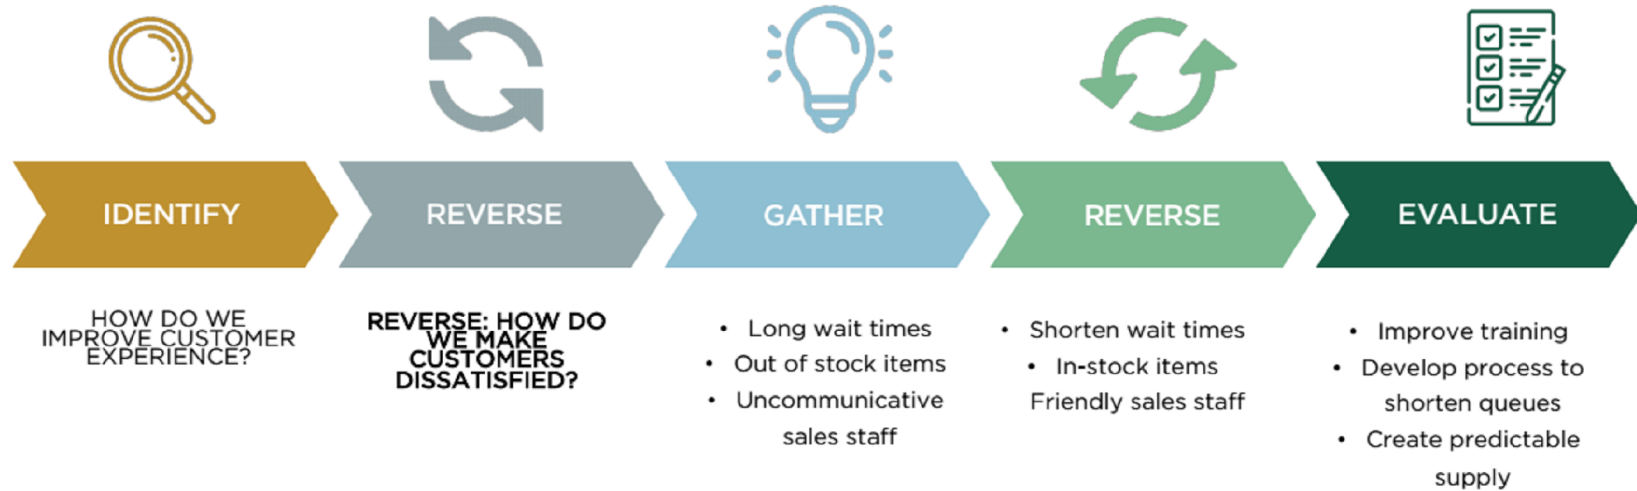 IDENTIFY
REVERSE
GATHER
REVERSE
EVALUATE
HOW DO WE
IMPROVE CUSTOMER
EXPERIENCE?
REVERSE: HOW DO
WE MAKE
CUSTOMERS
DISSATISFIED?
• Long wait times
• Out of stock items
• Uncommunicative
sales staff
• Shorten wait times
• In-stock items
Friendly sales staff
• Improve training
• Develop process to
shorten queues
• Create predictable
supply